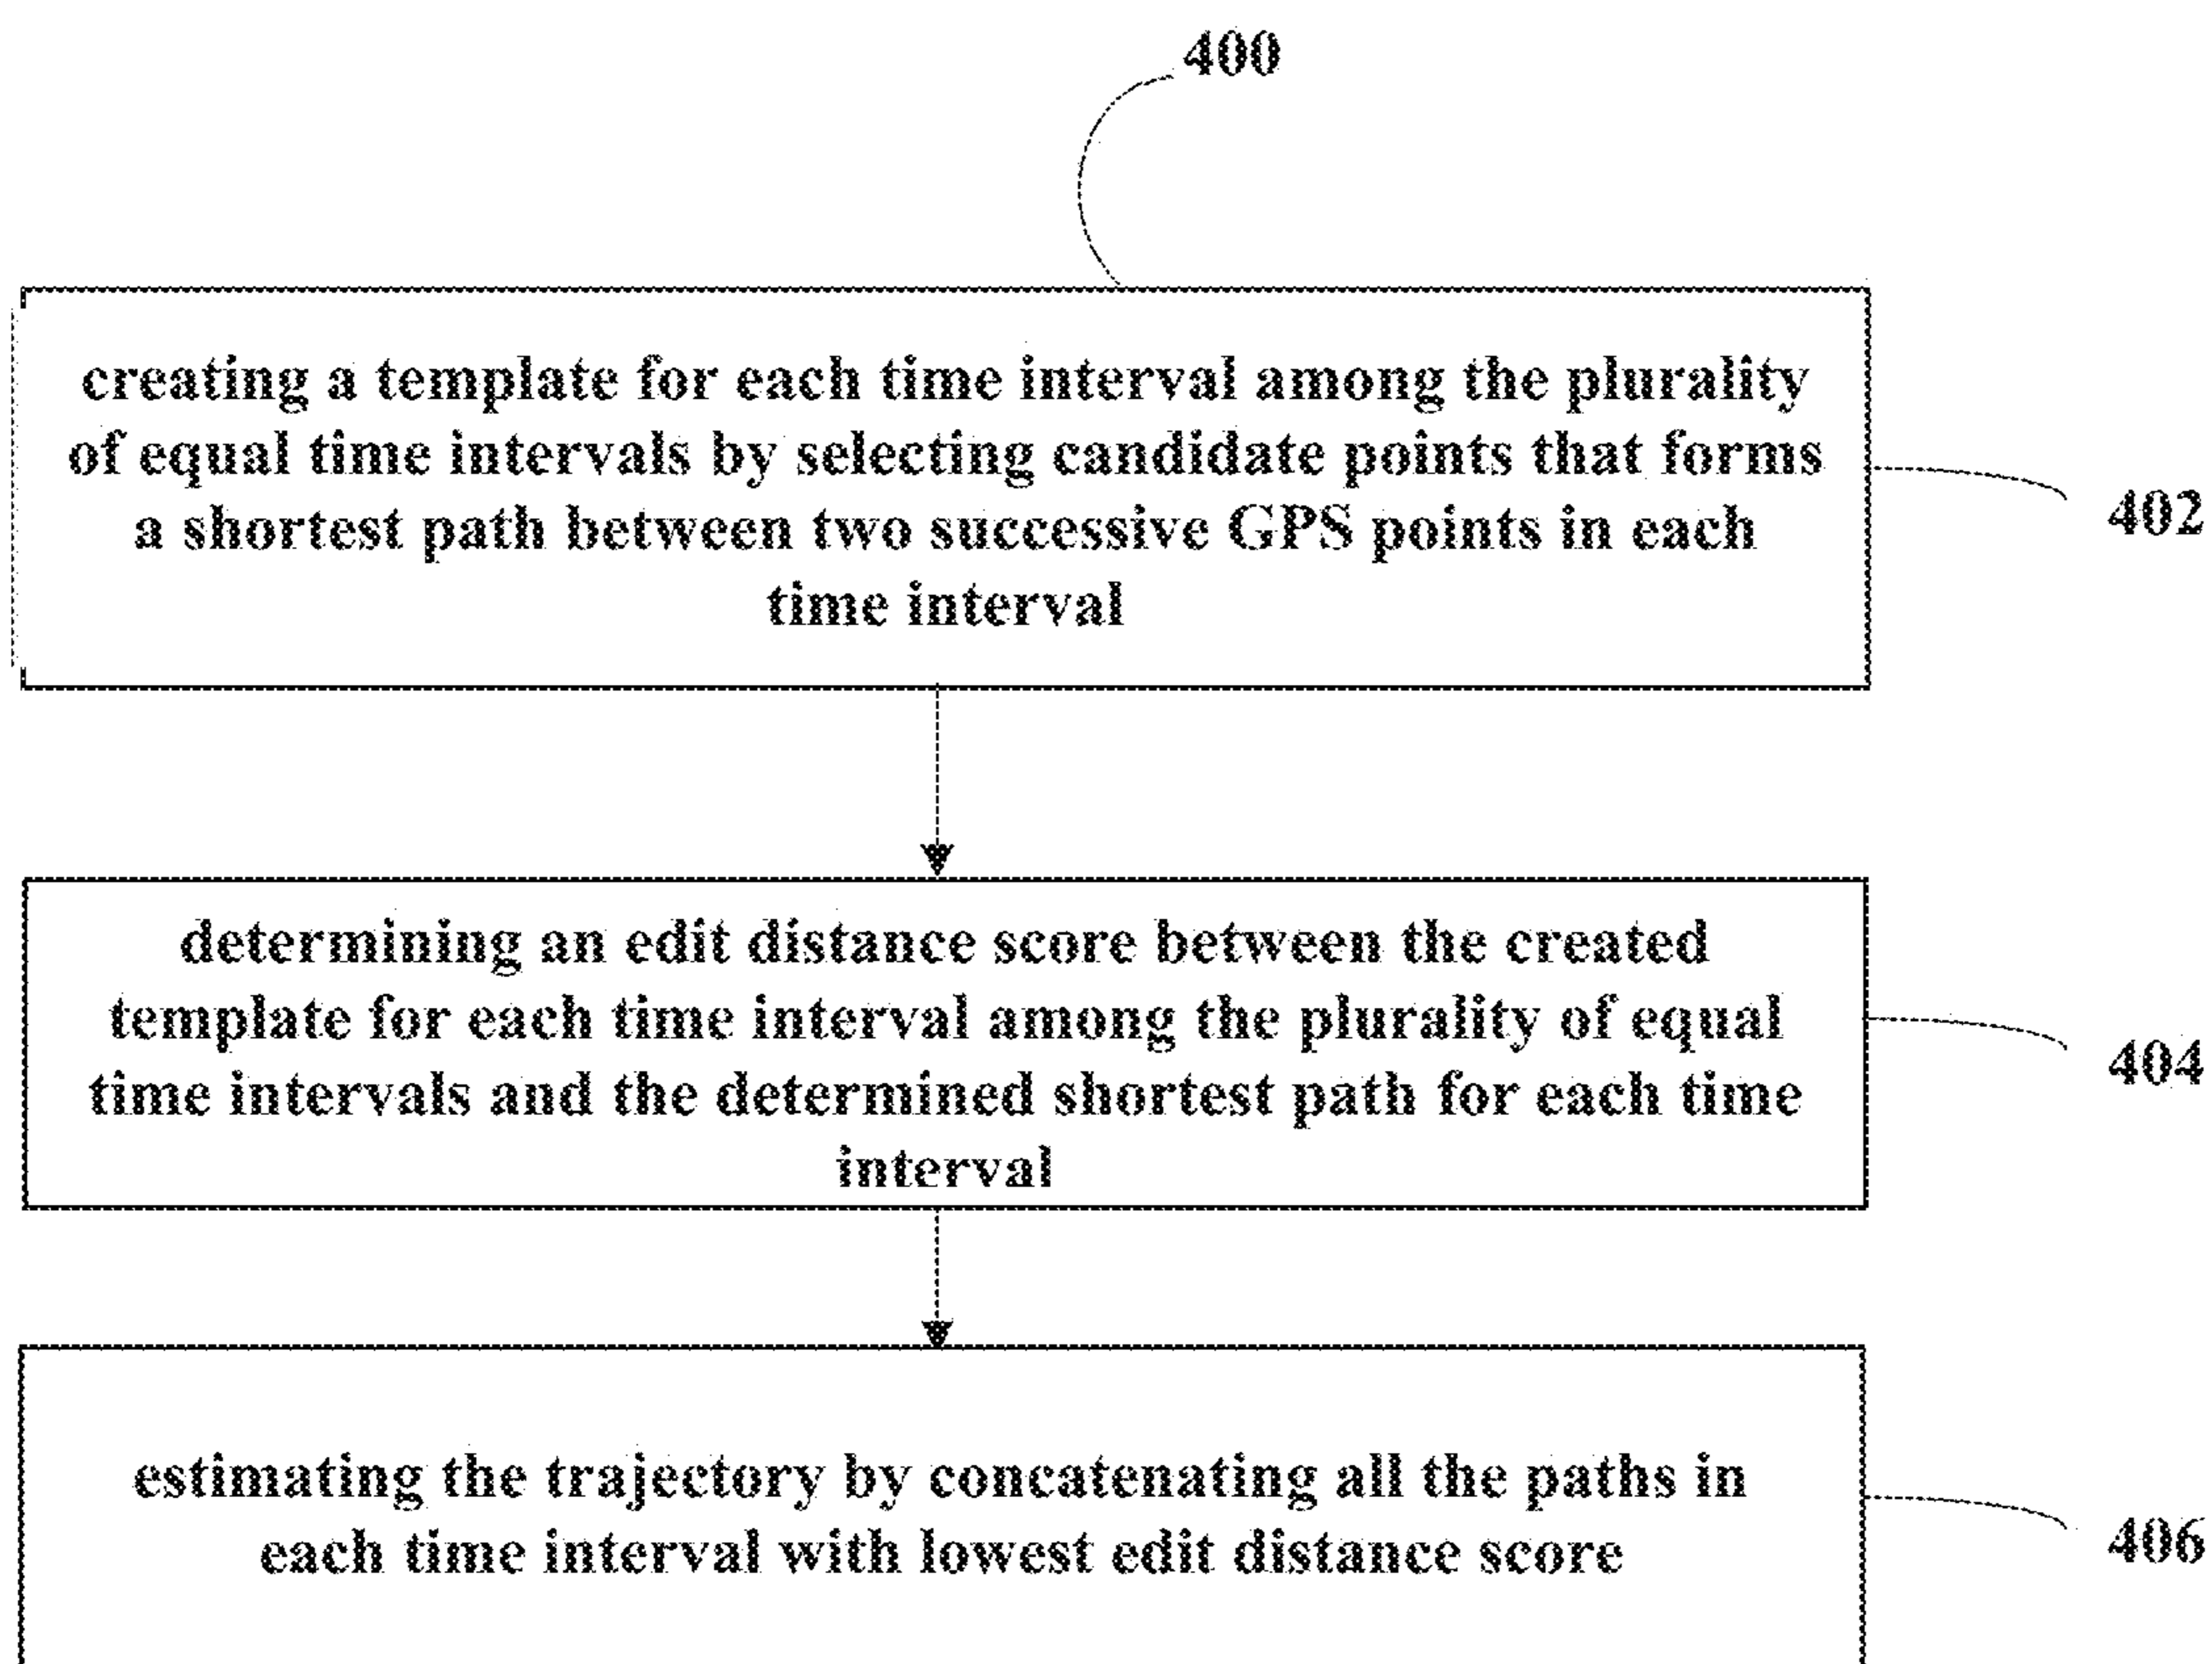 400
creating a template for each time interval among the plurality
of equal time intervals by selecting candidate points that forms
a shortest path between two successive GPS points in each
time interval
402
determining an edit distance score between the created
template for each time interval among the plurality of equal
time intervals and the determined shortest path for each time
interval
404
estimating the trajectory by concatenating all the paths in
each time interval with lowest edit distance score
406